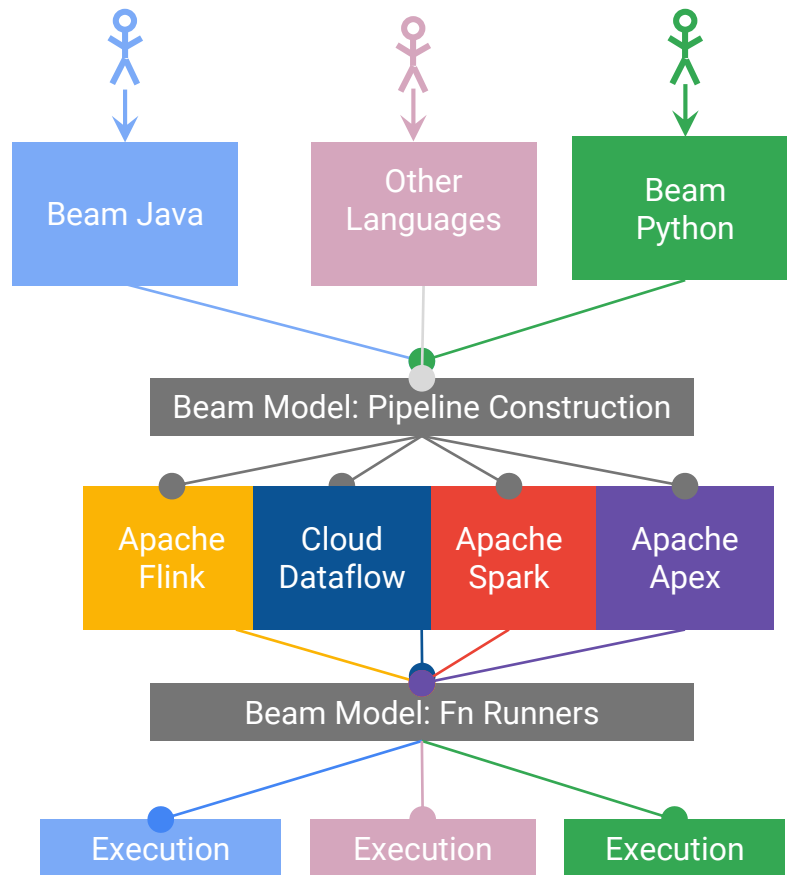 Beam Java
Other
Languages
Beam
Python
Beam Model: Pipeline Construction
Apache
Flink
Cloud
Dataflow
Apache
Spark
Apache
Apex
Beam Model: Fn Runners
Execution
Execution
Execution